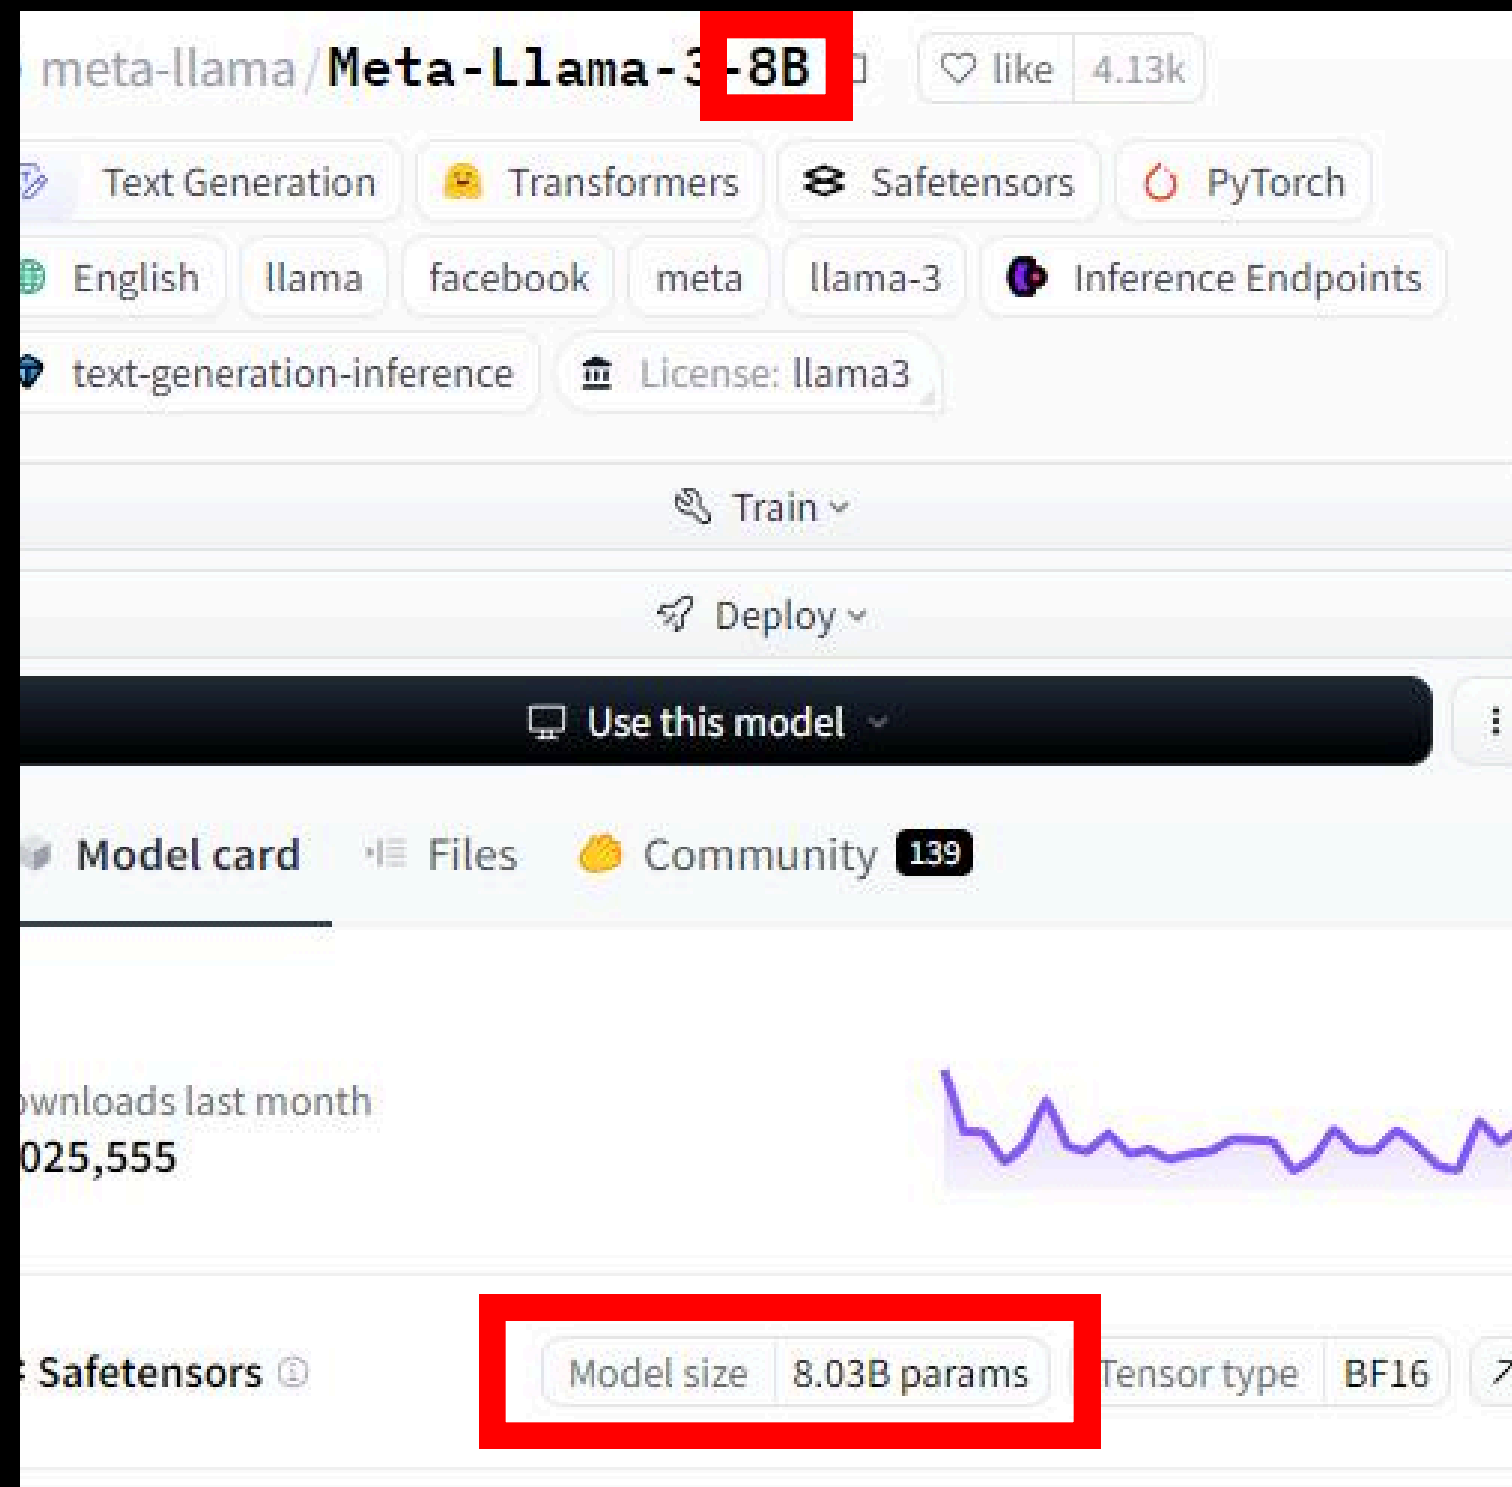 meta-llama/Meta-Llama-3-8B like 4.13k
Text Generation Transformers Safetensors PyTorch
English llama facebook meta llama-3 Inference Endpoints
text-generation-inference License: llama3
Train
Deploy
Use this model
Model card Files Community 139
ownloads last month
025,555
Safetensors Model size 8.03B params Tensor type BF16